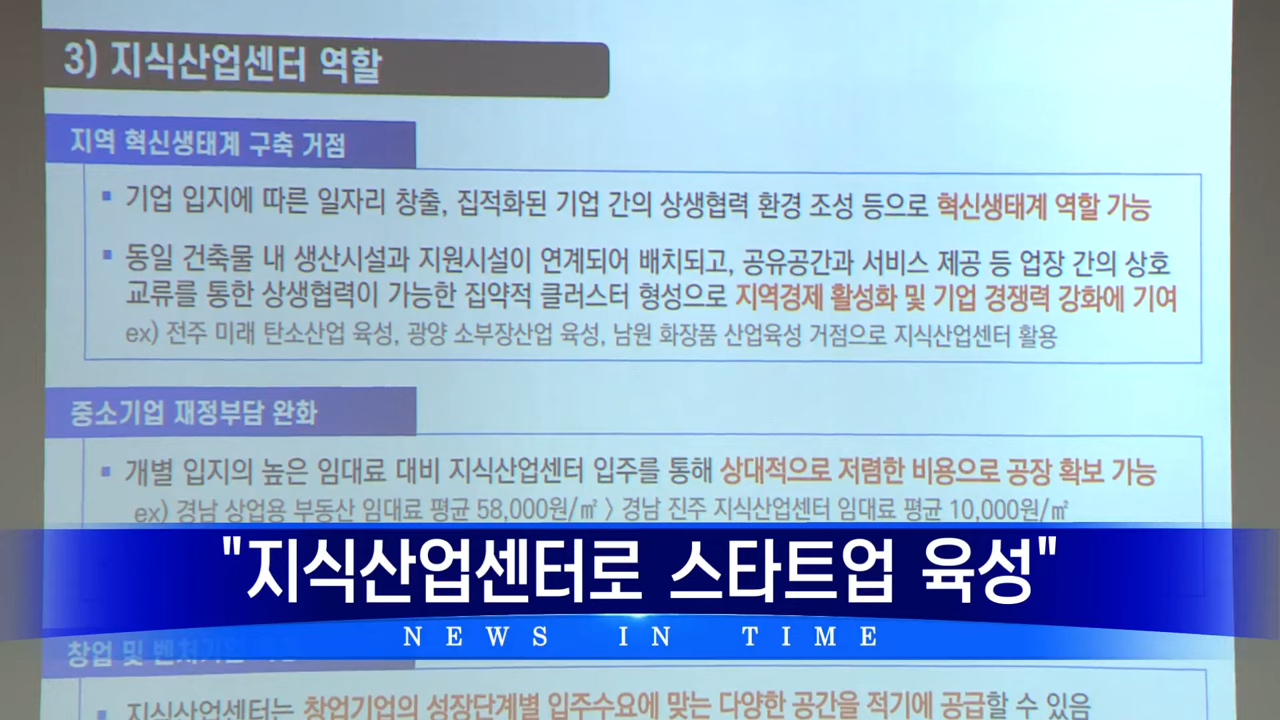 3) 지식산업센터 역할
지역 혁신생태계 구축 거점
▪ 기업 입지에 따른 일자리 창출, 집적화된 기업 간의 상생협력 환경 조성 등으로 혁신생태계 역할 가능
▪ 동일 건축물 내 생산시설과 지원시설이 연계되어 배치되고, 공유공간과 서비스 제공 등 업장 간의 상호
교류를 통한 상생협력이 가능한 집약적 클러스터 형성으로 지역경제 활성화 및 기업 경쟁력 강화에 기여
ex) 전주 미래 탄소산업 육성, 광양 소부장산업 육성, 남원 화장품 산업육성 거점으로 지식산업센터 활용
중소기업 재정부담 완화
▪ 개별 입지의 높은 임대료 대비 지식산업센터 입주를 통해 상대적으로 저렴한 비용으로 공장 확보 가능
ex) 경남 상업용 부동산 임대료 평균 58,000원/㎡ 〉 경남 진주 지식산업센터 임대료 평균 10,000원/㎡
"지식산업센터로 스타트업 육성"
NEWS IN TIME
창업 및 벤처기업
▪ 지식산업센터는 창업기업의 성장단계별 입주수요에 맞는 다양한 공간을 적기에 공급할 수 있음